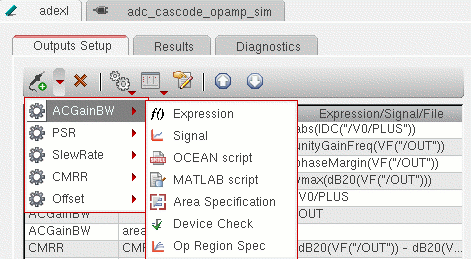 adexl adc_cascode_opamp_sim
Outputs Setup Results Diagnostics
Expression/Signal/File
ACGainBW
PSR
SlewRate
CMRR
Offset
Expression
Signal
OCEAN script
MATLAB script
Area Specification
Device Check
Op Region Spec
abs(IDC("/V0/PLUS"))
unityGainFreq(VF("/OUT"))
phaseMargin(VF("/OUT"))
ymax(dB20(VF("/OUT")))
/V0/PLUS
/OUT
ACGainBW area
CMRR dB20(VF("/OUT")) - dB20(V...